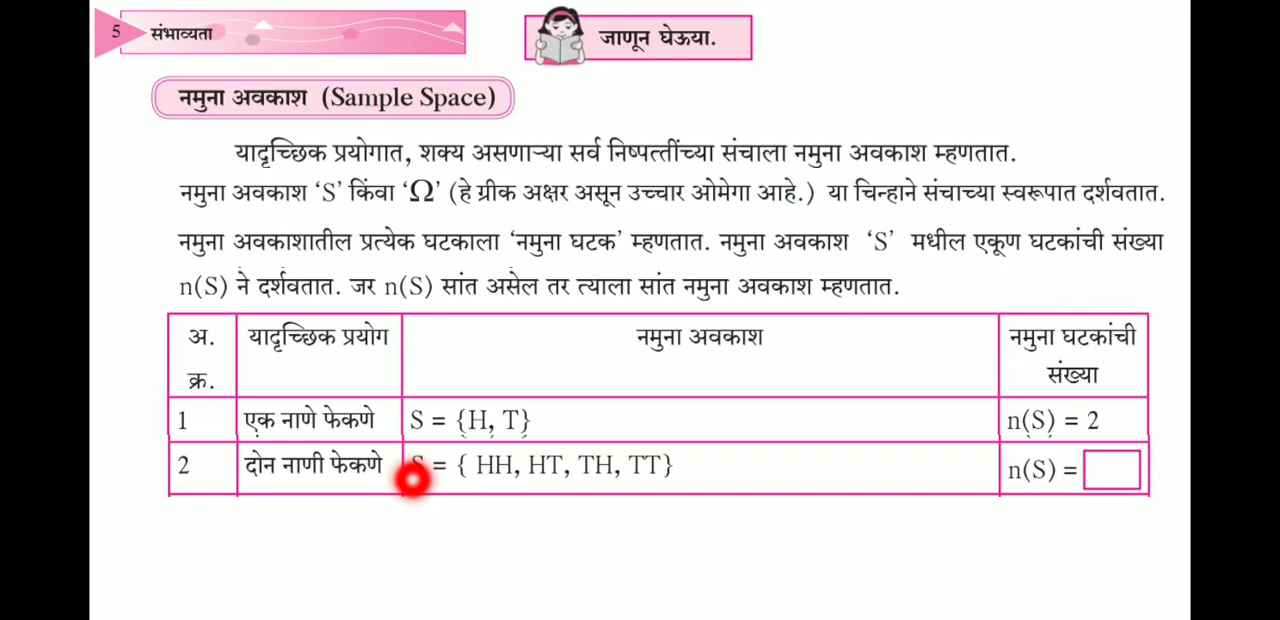 5 संभाव्यता
जाणून घेऊया.
नमुना अवकाश (Sample Space)
यादृच्छिक प्रयोगात, शक्य असणाऱ्या सर्व निष्पत्तींच्या संचाला नमुना अवकाश म्हणतात.
नमुना अवकाश ‘S’ किंवा ‘Ω’ (हे ग्रीक अक्षर असून उच्चार ओमेगा आहे.) या चिन्हाने संचाच्या स्वरूपात दर्शवतात.
नमुना अवकाशातील प्रत्येक घटकाला ‘नमुना घटक’ म्हणतात. नमुना अवकाश ‘S’ मधील एकूण घटकांची संख्या
n(S) ने दर्शवतात. जर n(S) सांत असेल तर त्याला सांत नमुना अवकाश म्हणतात.
अ. यादृच्छिक प्रयोग नमुना अवकाश नमुना घटकांची
क्र. संख्या
1 एक नाणे फेकणे S = {H, T} n(S) = 2
2 दोन नाणी फेकणे S = { HH, HT, TH, TT} n(S) =